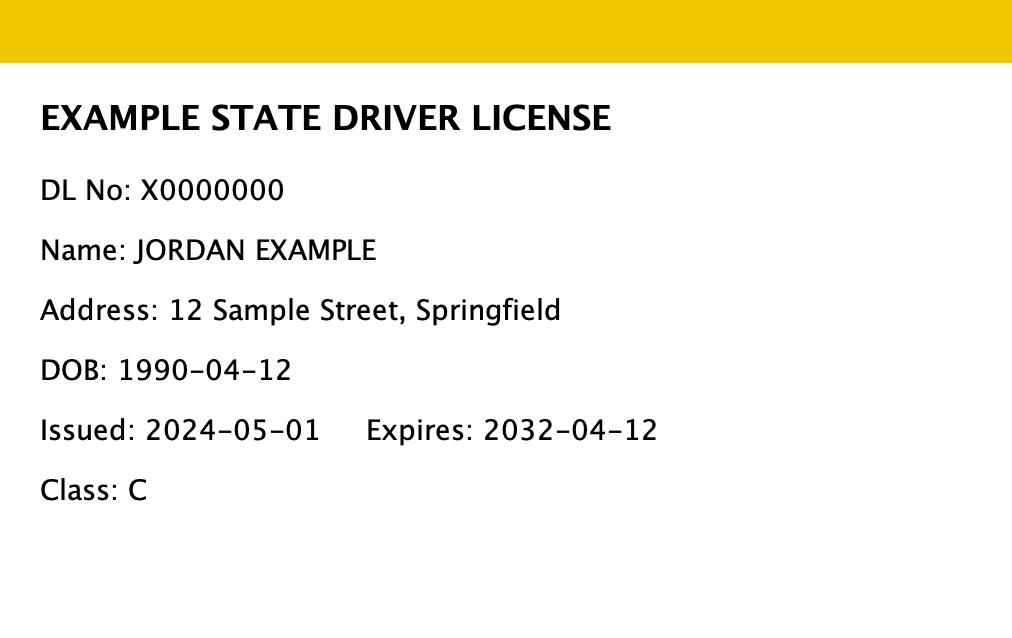 EXAMPLE STATE DRIVER LICENSE
DL No: X0000000
Name: JORDAN EXAMPLE
Address: 12 Sample Street, Springfield
DOB: 1990-04-12
Issued: 2024-05-01 Expires: 2032-04-12
Class: C